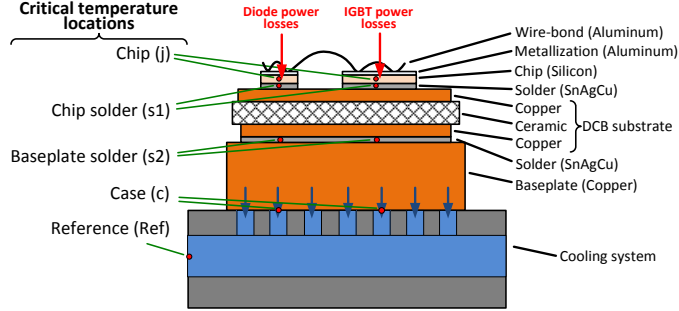 Critical temperature
locations
Diode power
losses
IGBT power
losses
Chip (j)
Chip solder (s1)
Baseplate solder (s2)
Case (c)
Reference (Ref)
Wire-bond (Aluminum)
Metallization (Aluminum)
Chip (Silicon)
Solder (SnAgCu)
Copper
Ceramic
Copper
DCB substrate
Solder (SnAgCu)
Baseplate (Copper)
Cooling system